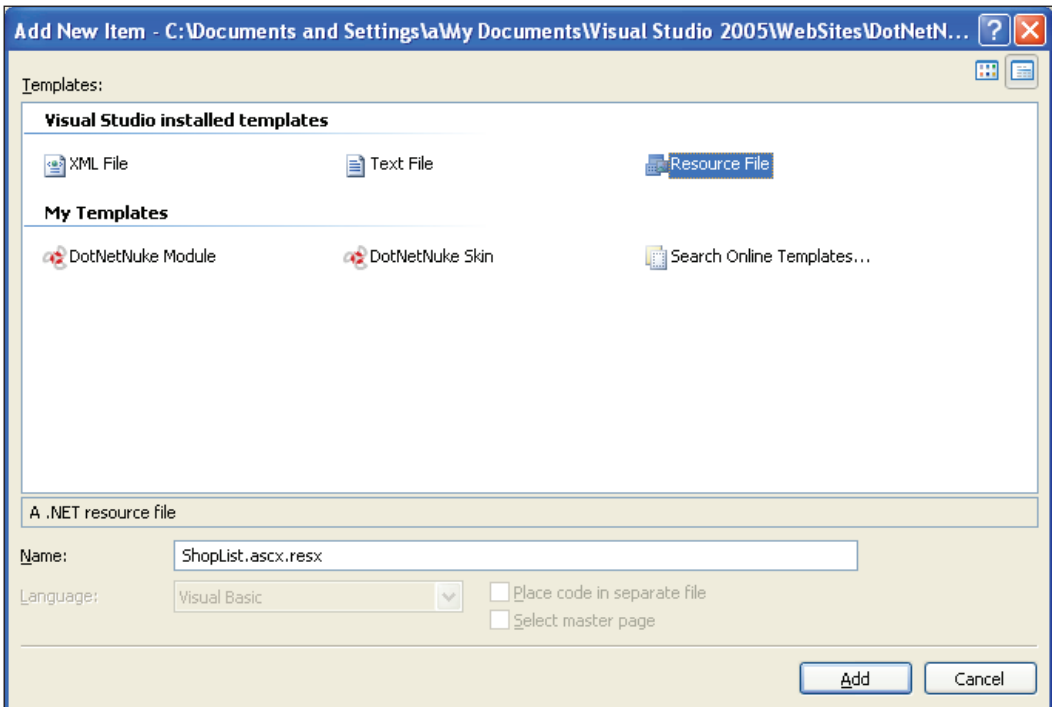 Add New Item - C:\Documents and Settings\a\My Documents\Visual Studio 2005\WebSites\DotNetN...
Templates:
Visual Studio installed templates
XML File
Text File
Resource File
My Templates
DotNetNuke Module
DotNetNuke Skin
Search Online Templates...
A .NET resource file
Name:
ShopList.ascx.resx
Language:
Visual Basic
Place code in separate file
Select master page
Add
Cancel